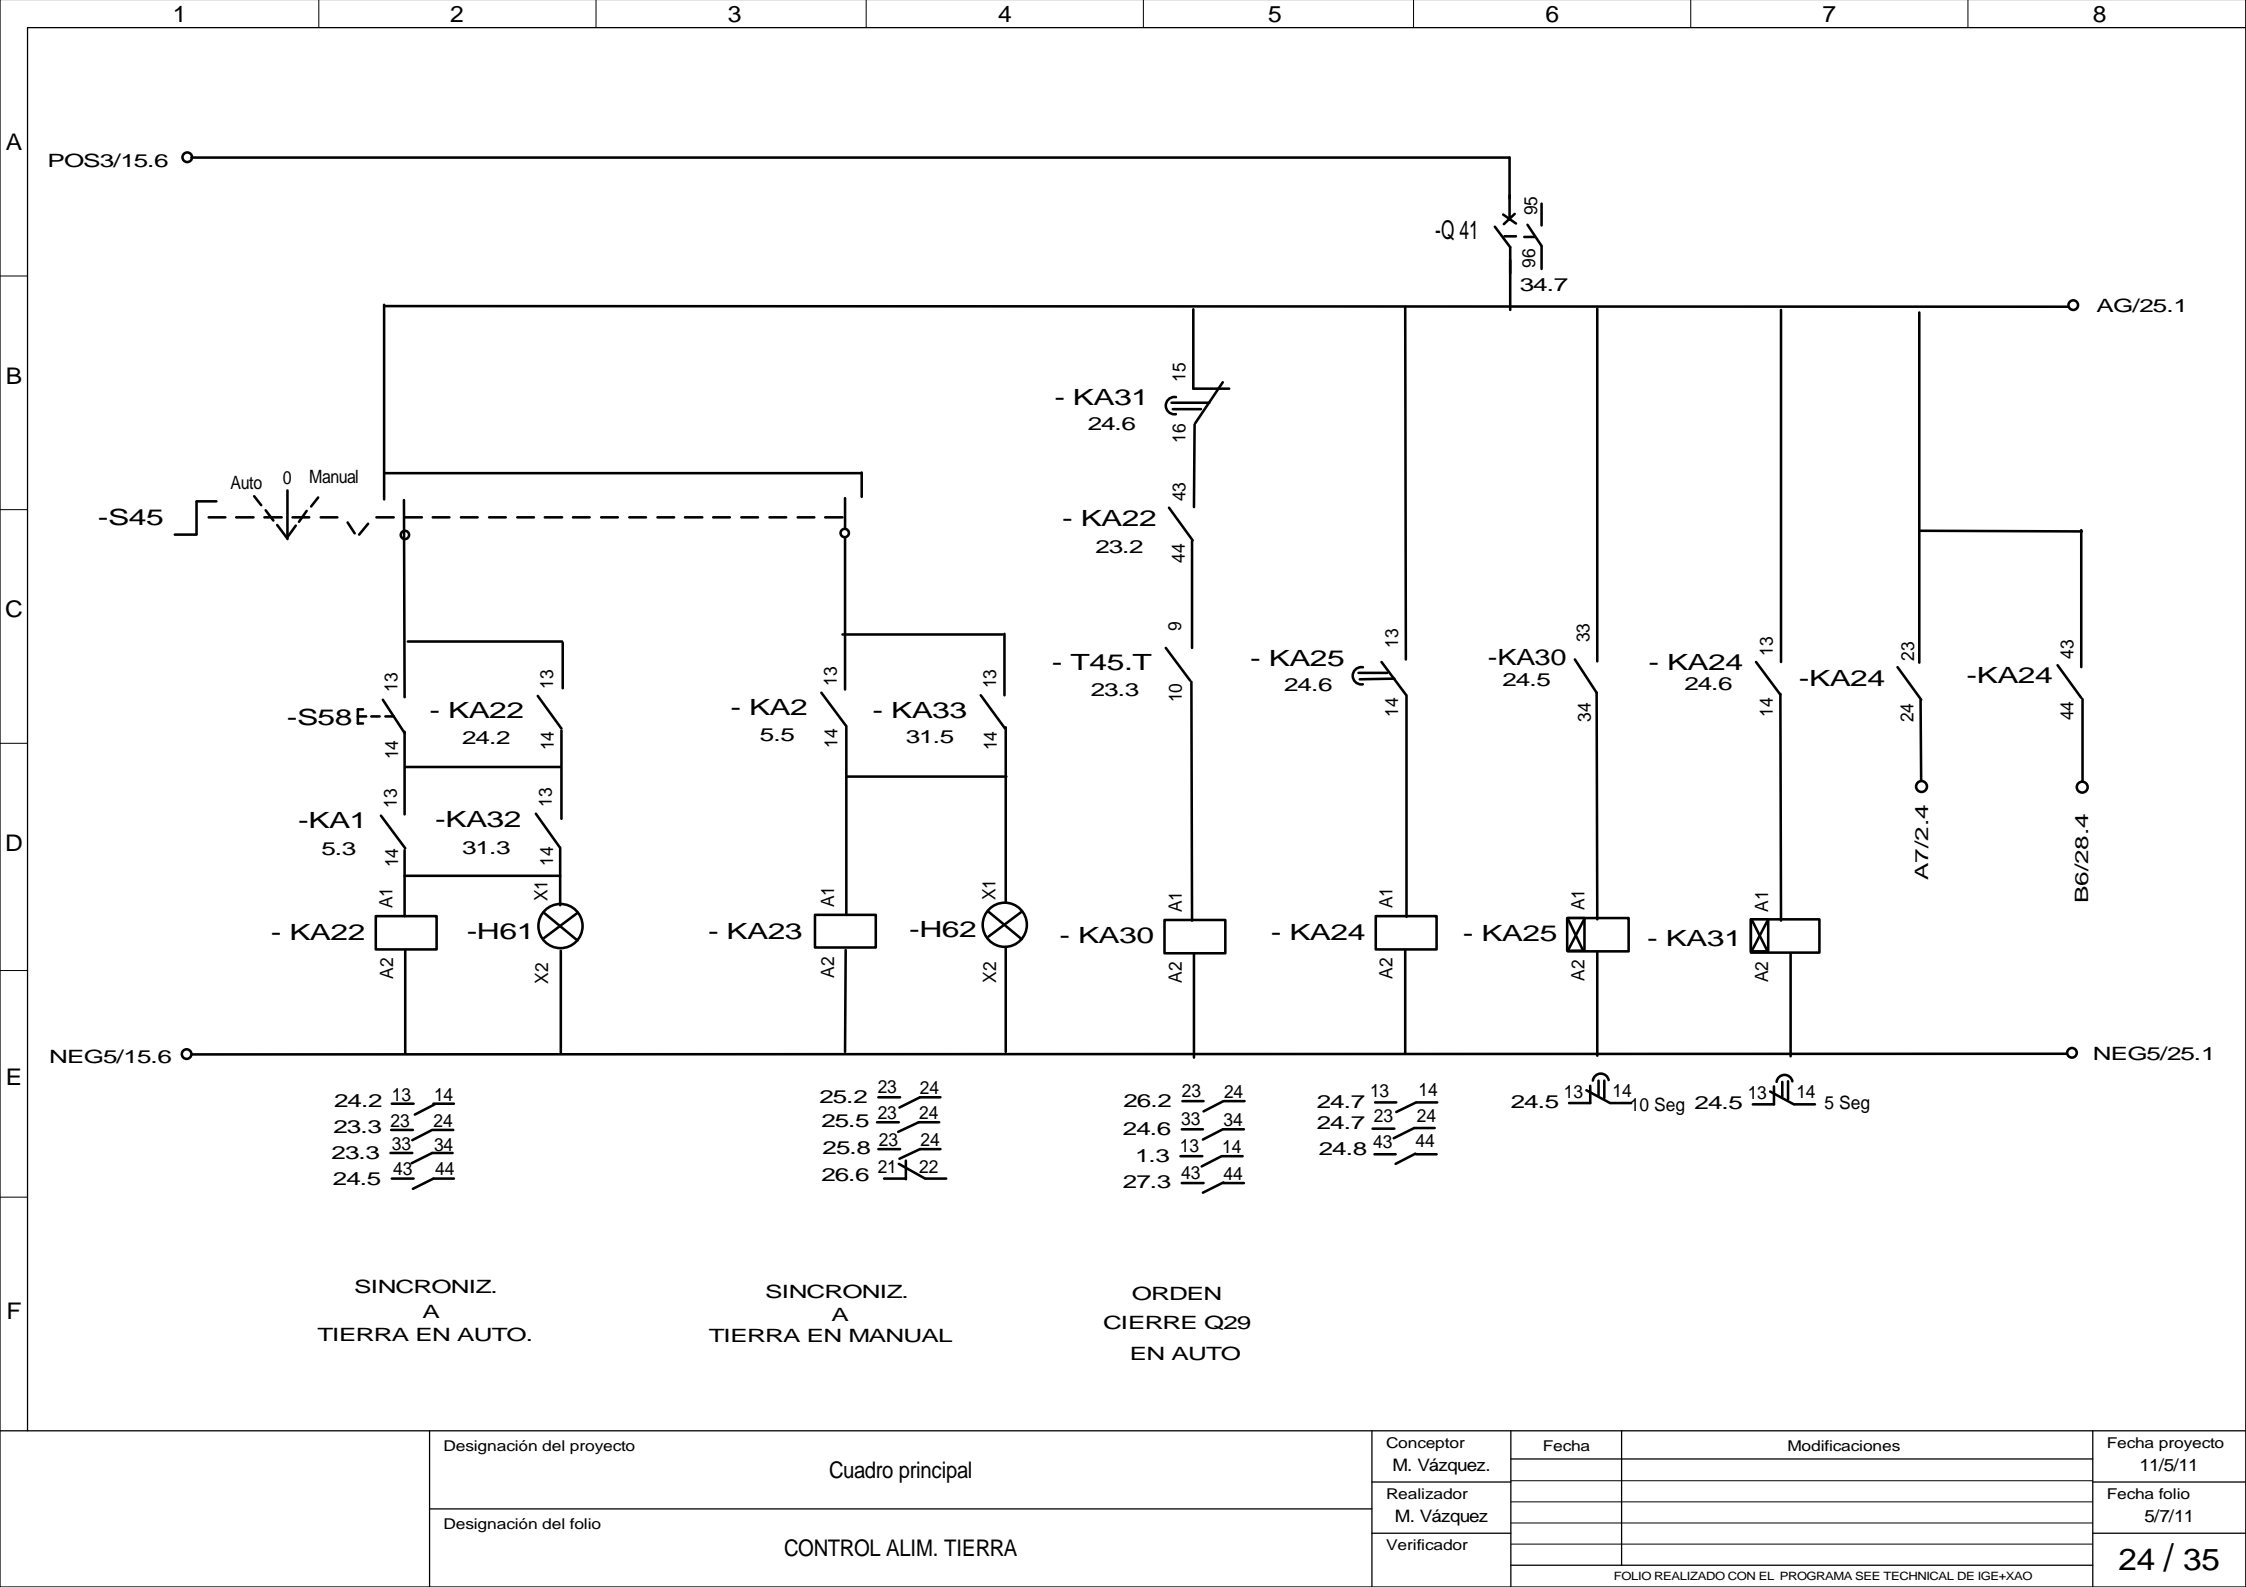 1 2 3 4 5 6 7 8
A
POS3/15.6
-Q 41
95
96
34.7
AG/25.1
B
- KA31
24.6
15
16
Auto 0 Manual
-S45
- KA22
23.2
43
44
C
- T45.T
23.3
9
10
- KA25
24.6
13
14
-KA30
24.5
33
34
- KA24
24.6
13
14
-KA24
23
24
-KA24
43
44
-S58
13
14
- KA22
24.2
13
14
- KA2
5.5
13
14
- KA33
31.5
13
14
D
-KA1
5.3
13
14
-KA32
31.3
13
14
A7/2.4
B6/28.4
- KA22
A1
A2
-H61
X1
X2
- KA23
A1
A2
-H62
X1
X2
- KA30
A1
A2
- KA24
A1
A2
- KA25
A1
A2
- KA31
A1
A2
NEG5/15.6
NEG5/25.1
E
24.2 13 14
23.3 23 24
23.3 33 34
24.5 43 44
25.2 23 24
25.5 23 24
25.8 23 24
26.6 21 22
26.2 23 24
24.6 33 34
1.3 13 14
27.3 43 44
24.7 13 14
24.7 23 24
24.8 43 44
24.5 13 14 10 Seg
24.5 13 14 5 Seg
F
SINCRONIZ.
A
TIERRA EN AUTO.
SINCRONIZ.
A
TIERRA EN MANUAL
ORDEN
CIERRE Q29
EN AUTO
Designación del proyecto
Cuadro principal
Designación del folio
CONTROL ALIM. TIERRA
Conceptor
M. Vázquez.
Realizador
M. Vázquez
Verificador
Fecha
Modificaciones
FOLIO REALIZADO CON EL PROGRAMA SEE TECHNICAL DE IGE+XAO
Fecha proyecto
11/5/11
Fecha folio
5/7/11
24 / 35